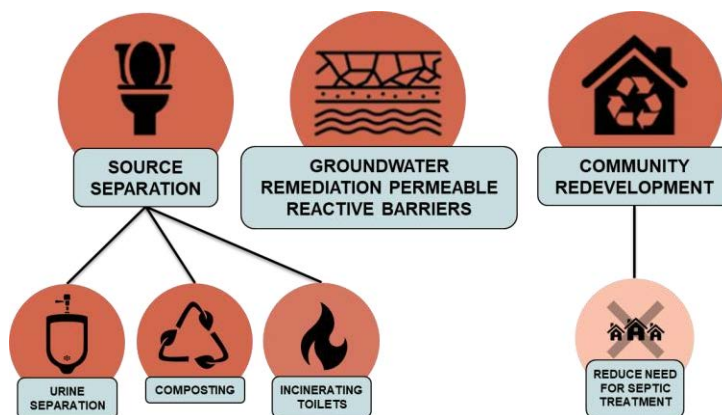 SOURCE
SEPARATION
GROUNDWATER
REMEDIATION PERMEABLE
REACTIVE BARRIERS
COMMUNITY
REDEVELOPMENT
URINE
SEPARATION
COMPOSTING
INCINERATING
TOILETS
REDUCE NEED
FOR SEPTIC
TREATMENT